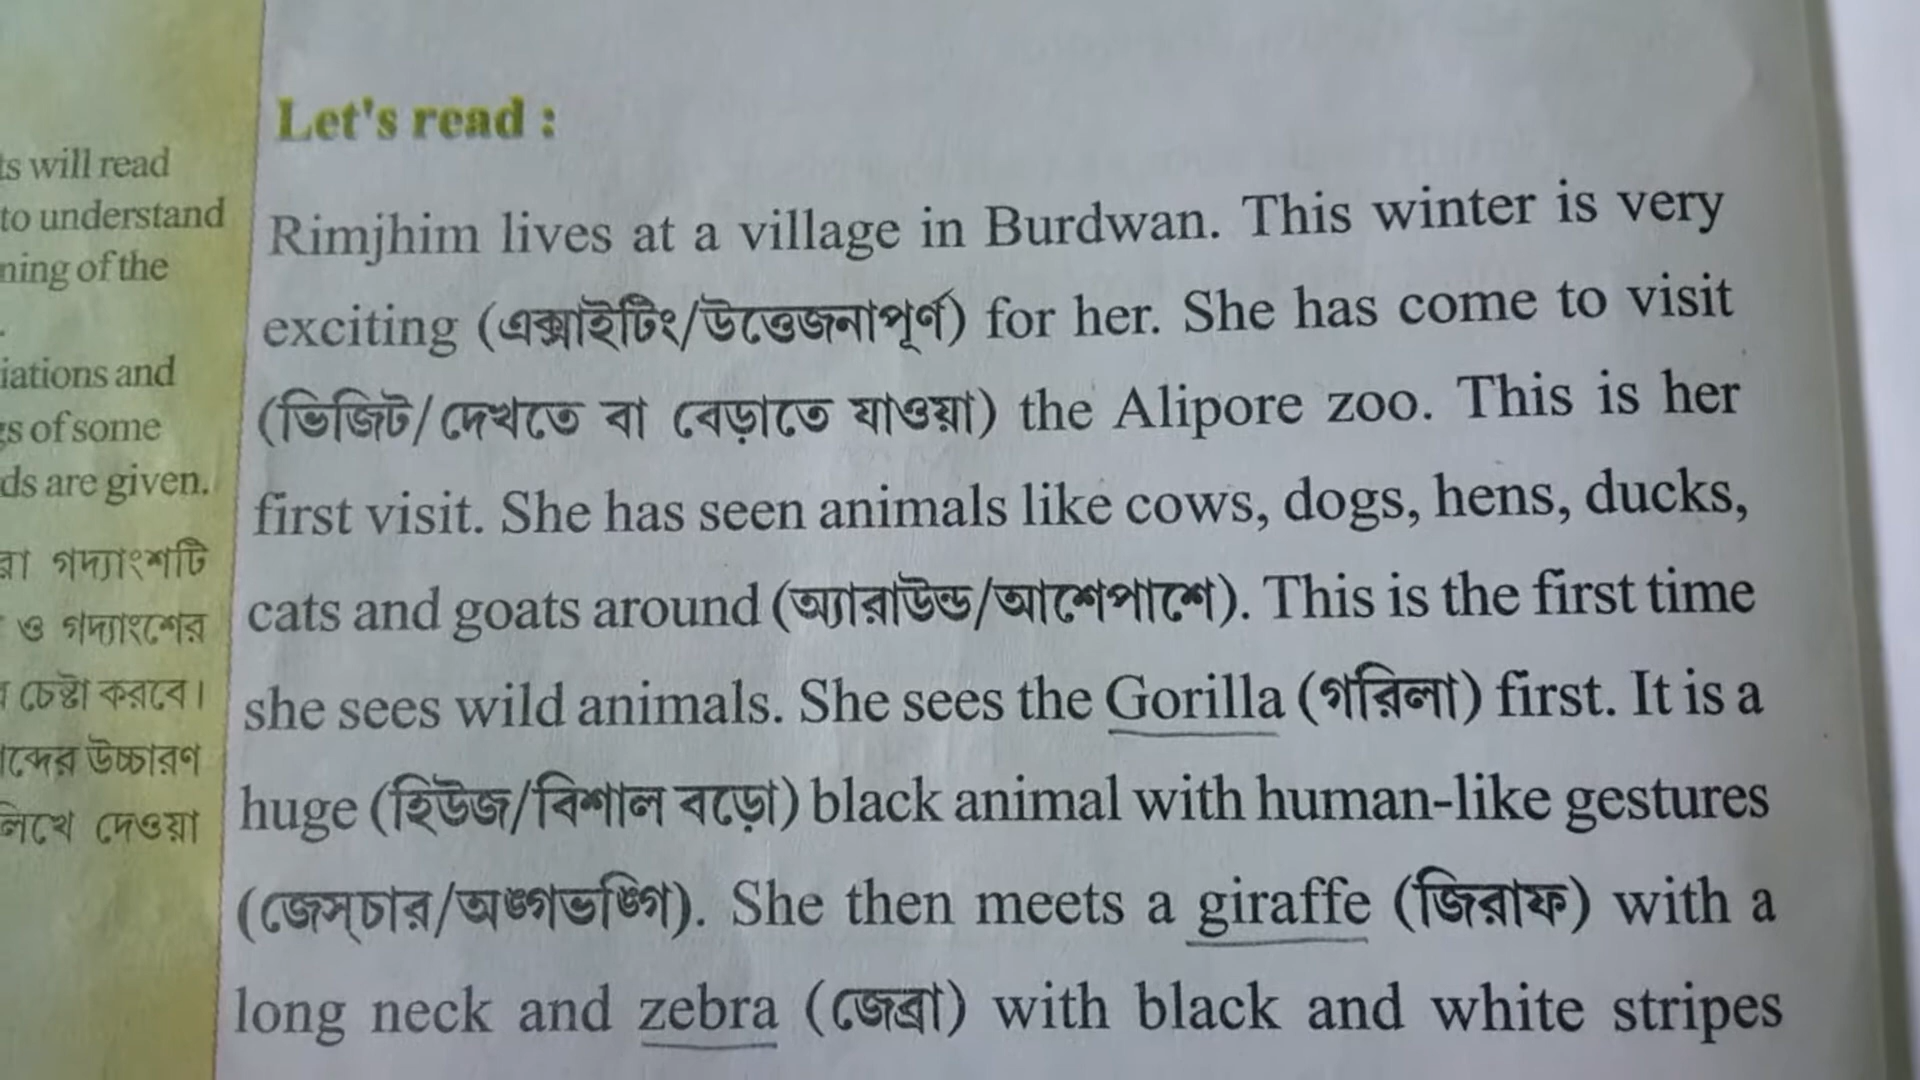 Let's read :
Rimjhim lives at a village in Burdwan. This winter is very
exciting (এক্সাইটিং/উত্তেজনাপূর্ণ) for her. She has come to visit
(ভিজিট/দেখতে বা বেড়াতে যাওয়া) the Alipore zoo. This is her
first visit. She has seen animals like cows, dogs, hens, ducks,
cats and goats around (অ্যারাউন্ড/আশেপাশে). This is the first time
she sees wild animals. She sees the Gorilla (গরিলা) first. It is a
huge (হিউজ/বিশাল বড়ো) black animal with human-like gestures
(জেস্চার/অঙ্গভঙ্গি). She then meets a giraffe (জিরাফ) with a
long neck and zebra (জেব্রা) with black and white stripes
will read
to understand
of the
and
of some
are given.
গদ্যাংশটি
ও গদ্যাংশের
চেষ্টা করবে।
উচ্চারণ
দেওয়া